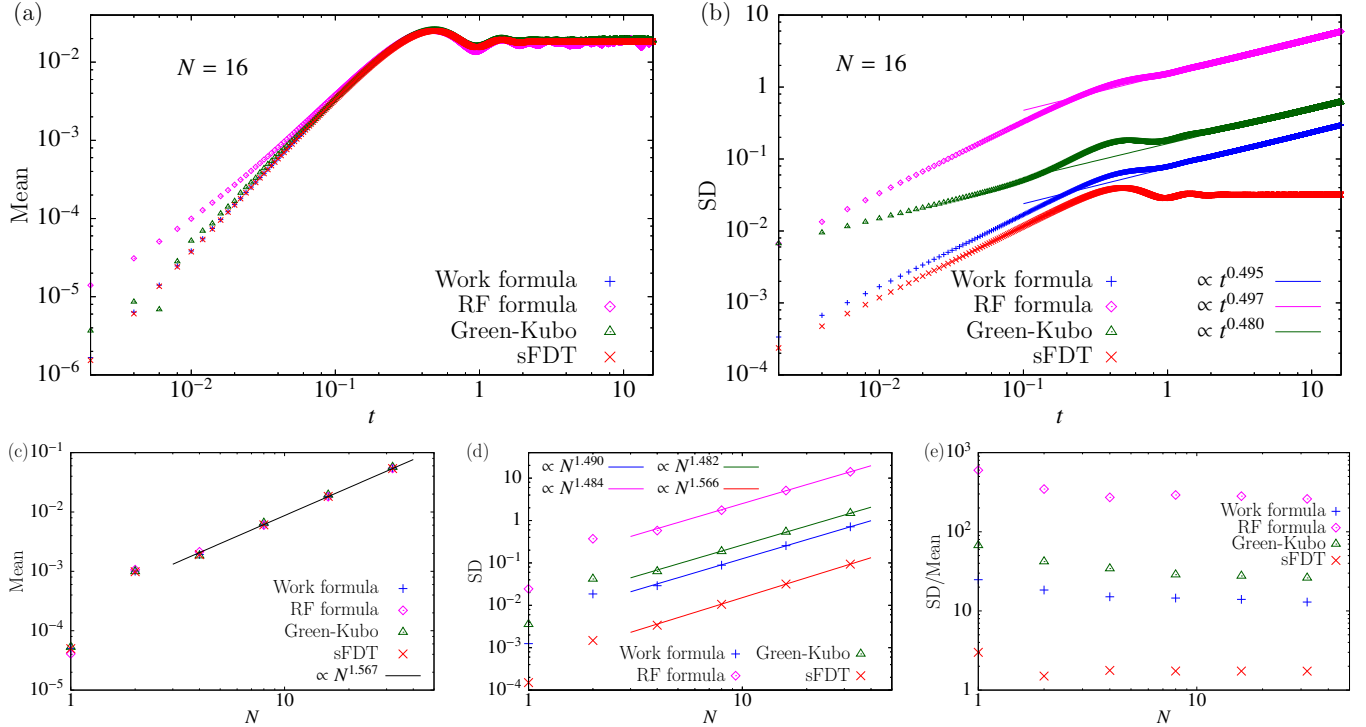 (a)
Mean
10^{-2}
10^{-3}
10^{-4}
10^{-5}
10^{-6}
N = 16
Work formula
RF formula
Green-Kubo
sFDT
10^{-2}
10^{-1}
1
10
t
(b)
SD
10
1
10^{-1}
10^{-2}
10^{-3}
10^{-4}
N = 16
Work formula
RF formula
Green-Kubo
sFDT
∝ t^{0.495}
∝ t^{0.497}
∝ t^{0.480}
10^{-2}
10^{-1}
1
10
t
(c)
Mean
10^{-1}
10^{-2}
10^{-3}
10^{-4}
10^{-5}
Work formula
RF formula
Green-Kubo
sFDT
∝ N^{1.567}
1
10
N
(d)
SD
10
1
10^{-1}
10^{-2}
10^{-3}
10^{-4}
∝ N^{1.490}
∝ N^{1.482}
∝ N^{1.484}
∝ N^{1.566}
Work formula
Green-Kubo
RF formula
sFDT
1
10
N
(e)
SD/Mean
10^{3}
10^{2}
10
1
Work formula
RF formula
Green-Kubo
sFDT
1
10
N